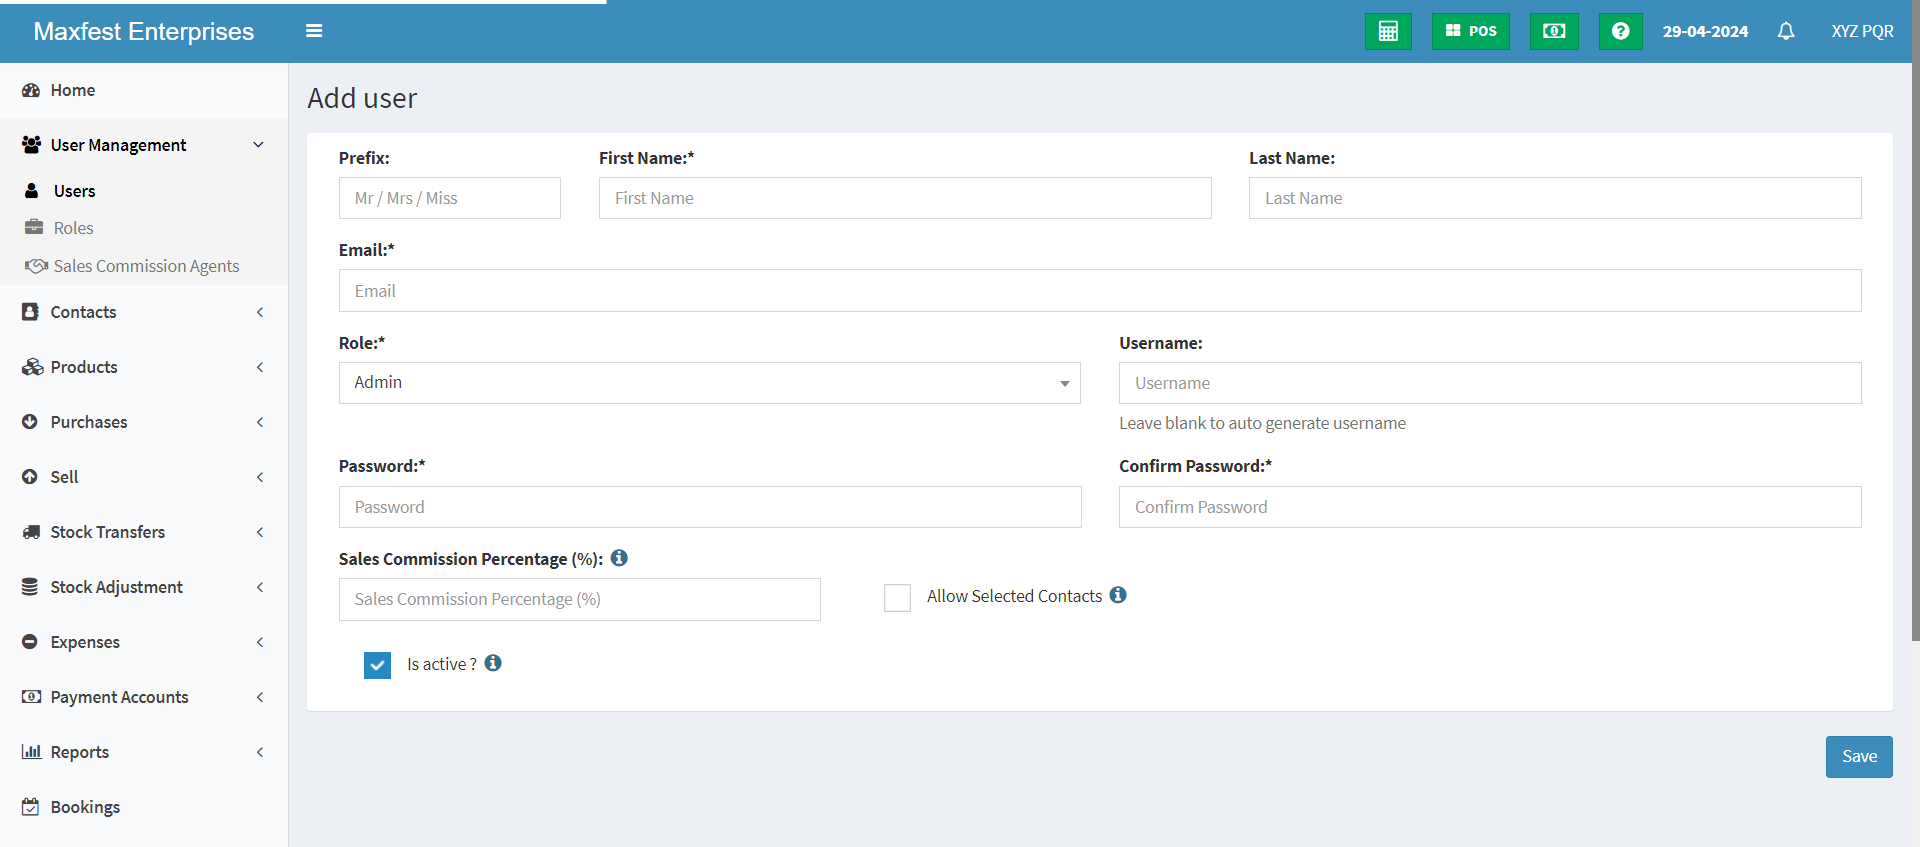 Maxfest Enterprises
POS
29-04-2024
XYZ PQR
Home
User Management
Users
Roles
Sales Commission Agents
Contacts
Products
Purchases
Sell
Stock Transfers
Stock Adjustment
Expenses
Payment Accounts
Reports
Bookings
Add user
Prefix:
First Name:*
Last Name:
Mr / Mrs / Miss
First Name
Last Name
Email:*
Email
Role:*
Username:
Admin
Username
Leave blank to auto generate username
Password:*
Confirm Password:*
Password
Confirm Password
Sales Commission Percentage (%):
Sales Commission Percentage (%)
Allow Selected Contacts
Is active ?
Save